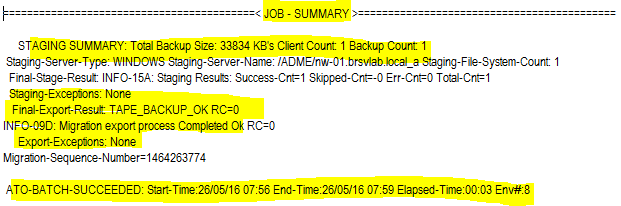 =======================================< JOB - SUMMARY >=======================================
STAGING SUMMARY: Total Backup Size: 33834 KB's Client Count: 1 Backup Count: 1
Staging-Server-Type: WINDOWS Staging-Server-Name: /ADME/nw-01.brsvlab.local_a Staging-File-System-Count: 1
Final-Stage-Result: INFO-15A: Staging Results: Success-Cnt=1 Skipped-Cnt=-0 Err-Cnt=0 Total-Cnt=1
Staging-Exceptions: None
Final-Export-Result: TAPE_BACKUP_OK RC=0
INFO-09D: Migration export process Completed Ok RC=0
Export-Exceptions: None
Migration-Sequence-Number=1464263774
ATO-BATCH-SUCCEEDED: Start-Time:26/05/16 07:56 End-Time:26/05/16 07:59 Elapsed-Time:00:03 Env#:8